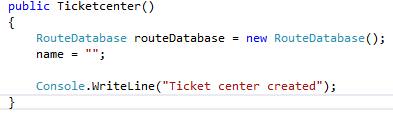 public Ticketcenter()
{
    RouteDatabase routeDatabase = new RouteDatabase();
    name = "";

    Console.WriteLine("Ticket center created");
}